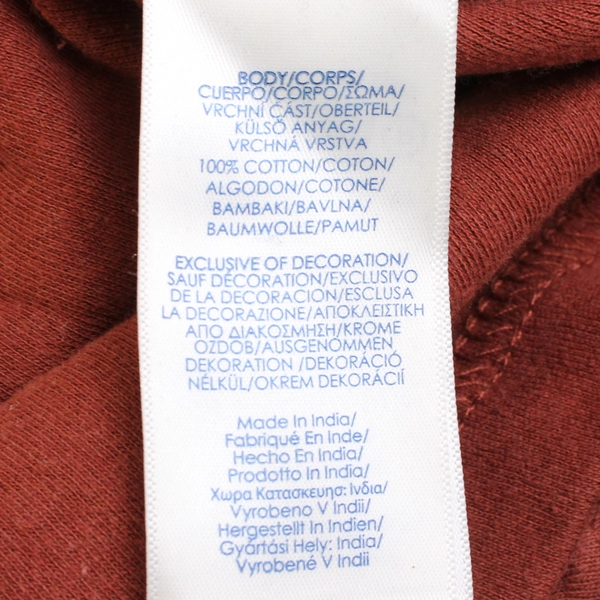 BODY/CORPS/
CUERPO/CORPO/ΣΩΜΑ/
VRCHNÍ ČÁST/OBERTEIL/
KÜLSŐ ANYAG/
VRCHNÁ VRSTVA
100% COTTON/COTON/
ALGODON/COTONE/
BAMBAKI/BAVLNA/
BAUMWOLLE/PAMUT
EXCLUSIVE OF DECORATION/
SAUF DÉCORATION/EXCLUSIVO
DE LA DECORACION/ESCLUSA
LA DECORAZIONE/ΑΠΟΚΛΕΙΣΤΙΚΗ
ΑΠΟ ΔΙΑΚΟΣΜΗΣΗ/KROME
OZDÔB/AUSGENOMMEN
DEKORATION /DEKORÁCIÓ
NÉLKÜL/OKREM DEKORÁCIÍ
Made In India/
Fabriqué En Inde/
Hecho En India/
Prodotto In India/
Χωρα Κατασκευησ: Ινδια/
Vyrobeno V Indii/
Hergestellt In Indien/
Gyártási Hely: India/
Vyrobené V Indii